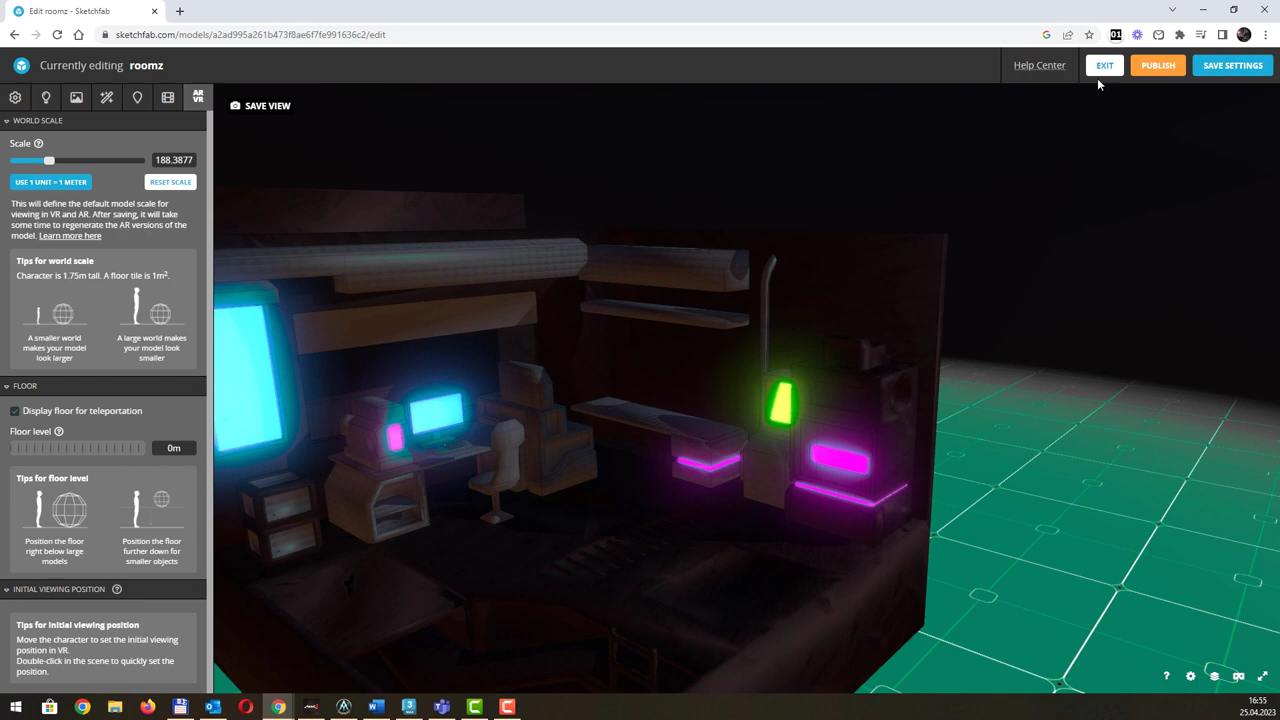 Edit roomz - Sketchfab
sketchfab.com/models/a2ad995a261b473f8ae6f7fe991636c2/edit
Currently editing roomz
Help Center
EXIT
PUBLISH
SAVE SETTINGS
AR
VR
SAVE VIEW
WORLD SCALE
Scale
188.3877
USE 1 UNIT = 1 METER
RESET SCALE
This will define the default model scale for
viewing in VR and AR. After saving, it will take
some time to regenerate the AR versions of the
model. Learn more here
Tips for world scale
Character is 1.75m tall. A floor tile is 1m².
A smaller world
makes your model
look larger
A large world makes
your model look
smaller
FLOOR
Display floor for teleportation
Floor level
0m
Tips for floor level
Position the floor
right below large
models
Position the floor
further down for
smaller objects
INITIAL VIEWING POSITION
Tips for initial viewing position
Move the character to set the initial viewing
position in VR.
Double-click in the scene to quickly set the
position.
16:55
25.04.2023